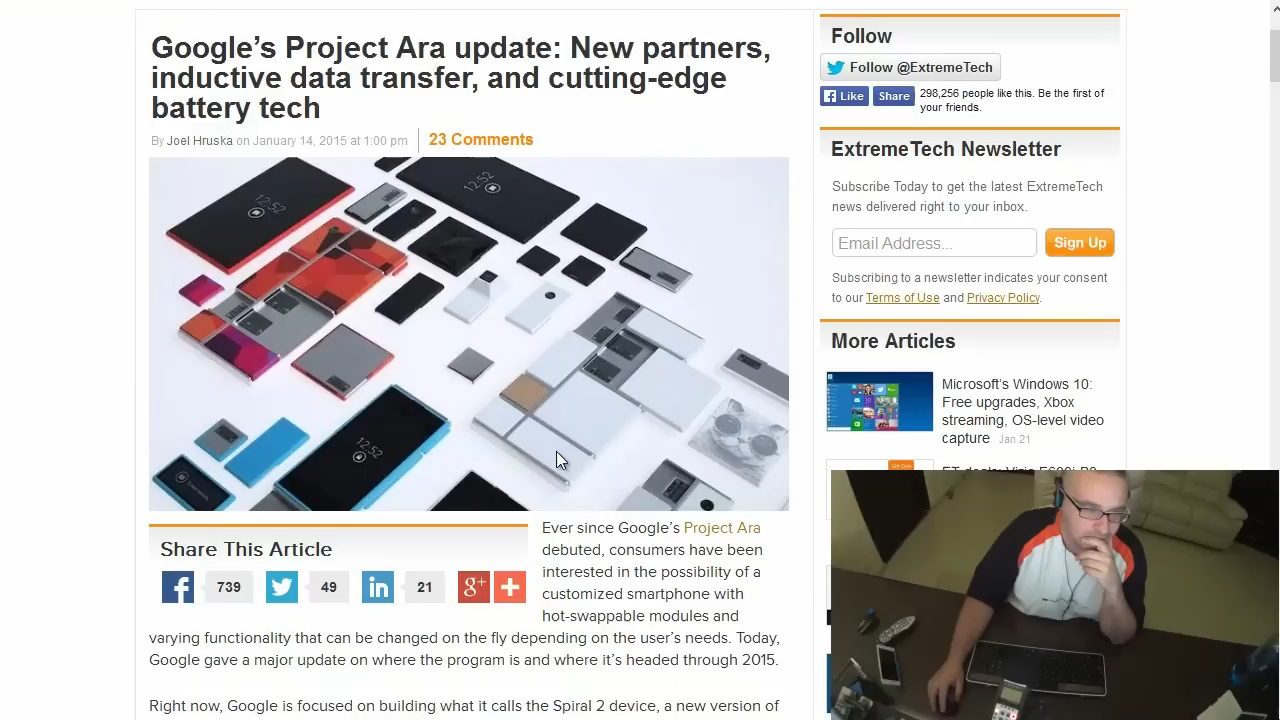 Google's Project Ara update: New partners,
inductive data transfer, and cutting-edge
battery tech
By Joel Hruska on January 14, 2015 at 1:00 pm
23 Comments
12:52
12:52
12:52
Share This Article
739
49
21
Ever since Google's Project Ara
debuted, consumers have been
interested in the possibility of a
customized smartphone with
hot-swappable modules and
varying functionality that can be changed on the fly depending on the user's needs. Today,
Google gave a major update on where the program is and where it's headed through 2015.
Right now, Google is focused on building what it calls the Spiral 2 device, a new version of
Follow
Follow @ExtremeTech
Like
Share
298,256 people like this. Be the first of
your friends.
ExtremeTech Newsletter
Subscribe Today to get the latest ExtremeTech
news delivered right to your inbox.
Email Address...
Sign Up
Subscribing to a newsletter indicates your consent
to our Terms of Use and Privacy Policy.
More Articles
Microsoft's Windows 10:
Free upgrades, Xbox
streaming, OS-level video
capture Jan 21